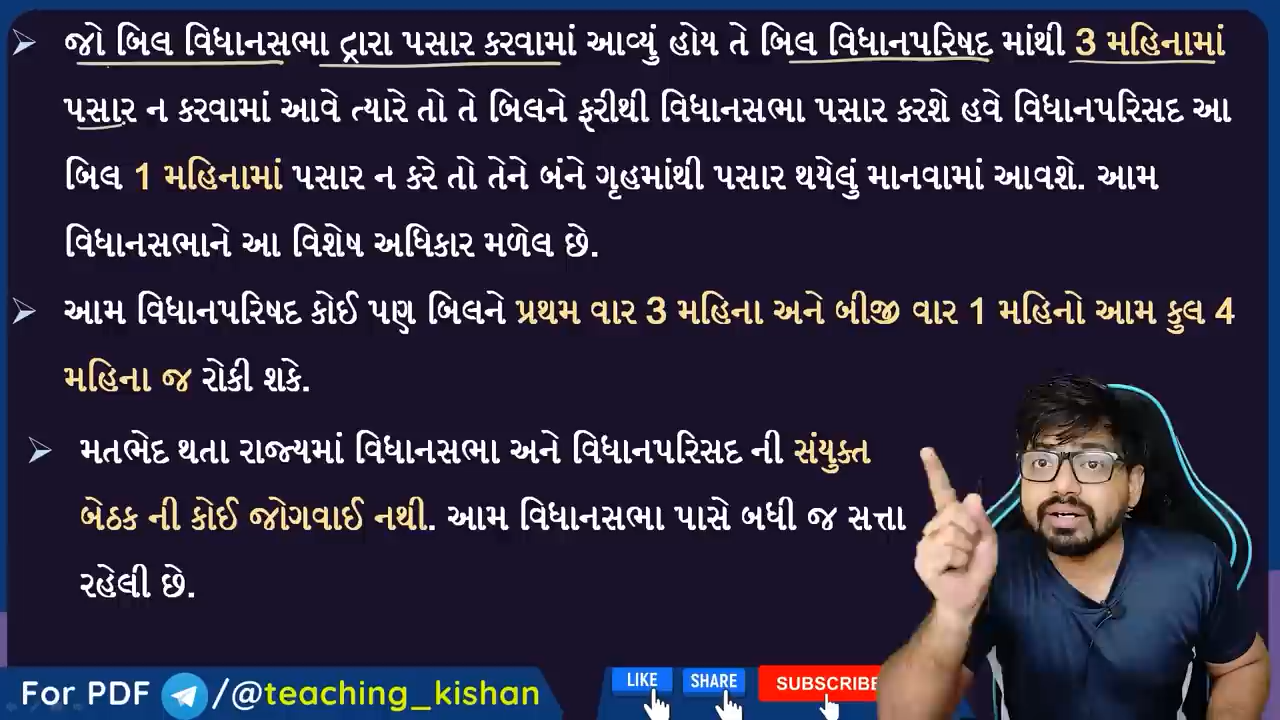 ➢ જો બિલ વિધાનસભા દ્વારા પસાર કરવામાં આવ્યું હોય તે બિલ વિધાનપરિષદ માંથી 3 મહિનામાં
પસાર ન કરવામાં આવે ત્યારે તો તે બિલને ફરીથી વિધાનસભા પસાર કરશે હવે વિધાનપરિસદ આ
બિલ 1 મહિનામાં પસાર ન કરે તો તેને બંને ગૃહમાંથી પસાર થયેલું માનવામાં આવશે. આમ
વિધાનસભાને આ વિશેષ અધિકાર મળેલ છે.
➢ આમ વિધાનપરિષદ કોઈ પણ બિલને પ્રથમ વાર 3 મહિના અને બીજી વાર 1 મહિનો આમ કુલ 4
મહિના જ રોકી શકે.
➢ મતભેદ થતા રાજ્યમાં વિધાનસભા અને વિધાનપરિસદ ની સંયુક્ત
બેઠક ની કોઈ જોગવાઈ નથી. આમ વિધાનસભા પાસે બધી જ સત્તા
રહેલી છે.
For PDF /@teaching_kishan
LIKE SHARE SUBSCRIBE